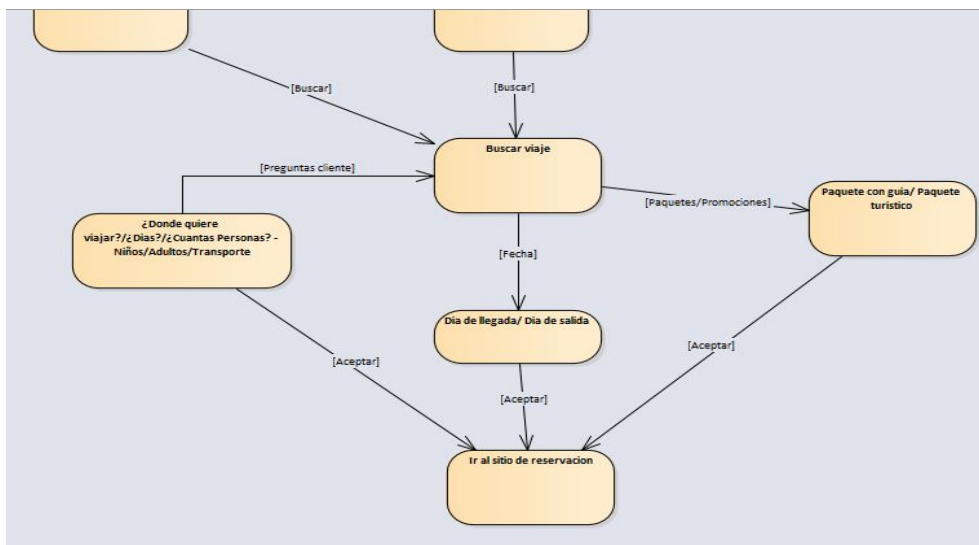 [Buscar]
[Buscar]
Buscar viaje
[Preguntas cliente]
Paquete con guia/ Paquete
turistico
[Paquetes/Promociones]
¿Donde quiere
viajar?/¿Dias?/¿Cuantas Personas? -
Niños/Adultos/Transporte
[Fecha]
Dia de llegada/ Dia de salida
[Aceptar]
[Aceptar]
[Aceptar]
Ir al sitio de reservacion